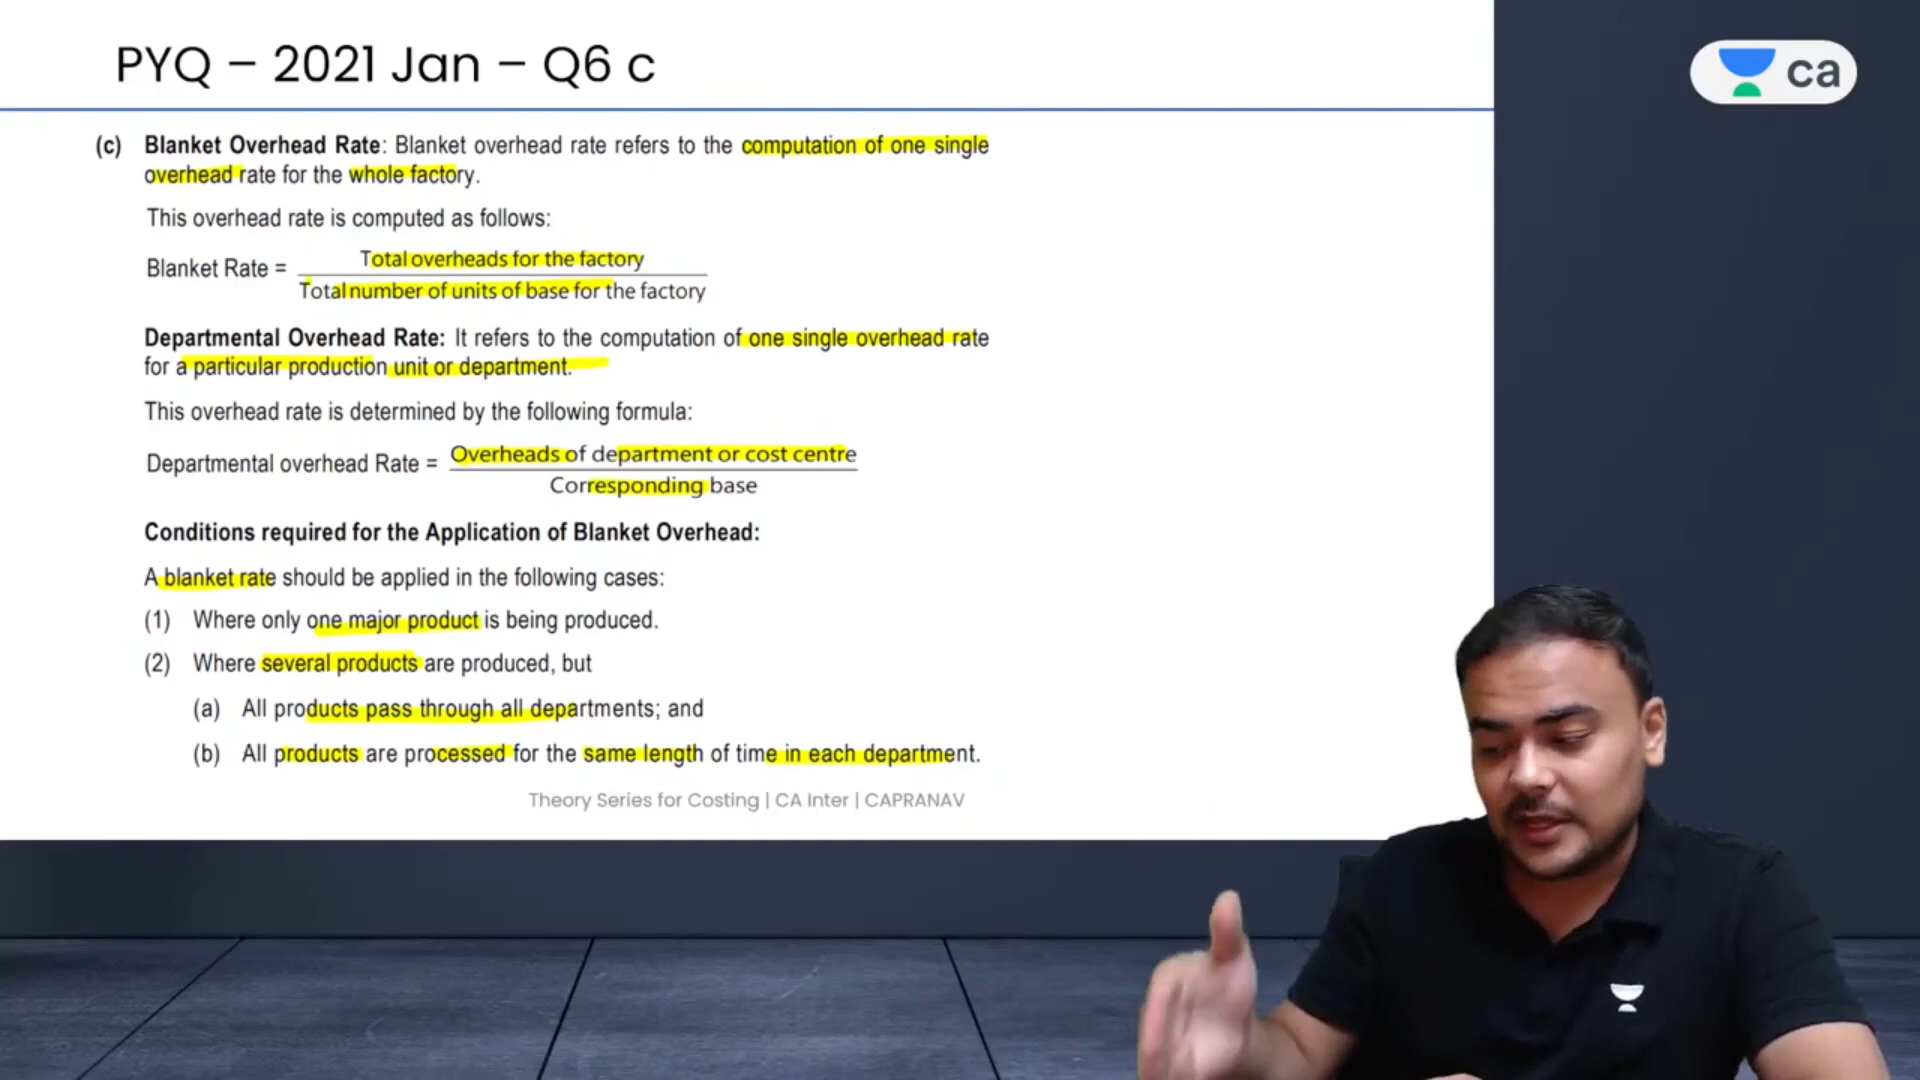 PYQ – 2021 Jan – Q6 c
ca
(c) Blanket Overhead Rate: Blanket overhead rate refers to the computation of one single
overhead rate for the whole factory.
This overhead rate is computed as follows:
Blanket Rate = Total overheads for the factory
Total number of units of base for the factory
Departmental Overhead Rate: It refers to the computation of one single overhead rate
for a particular production unit or department.
This overhead rate is determined by the following formula:
Departmental overhead Rate = Overheads of department or cost centre
Corresponding base
Conditions required for the Application of Blanket Overhead:
A blanket rate should be applied in the following cases:
(1) Where only one major product is being produced.
(2) Where several products are produced, but
(a) All products pass through all departments; and
(b) All products are processed for the same length of time in each department.
Theory Series for Costing | CA Inter | CAPRANAV